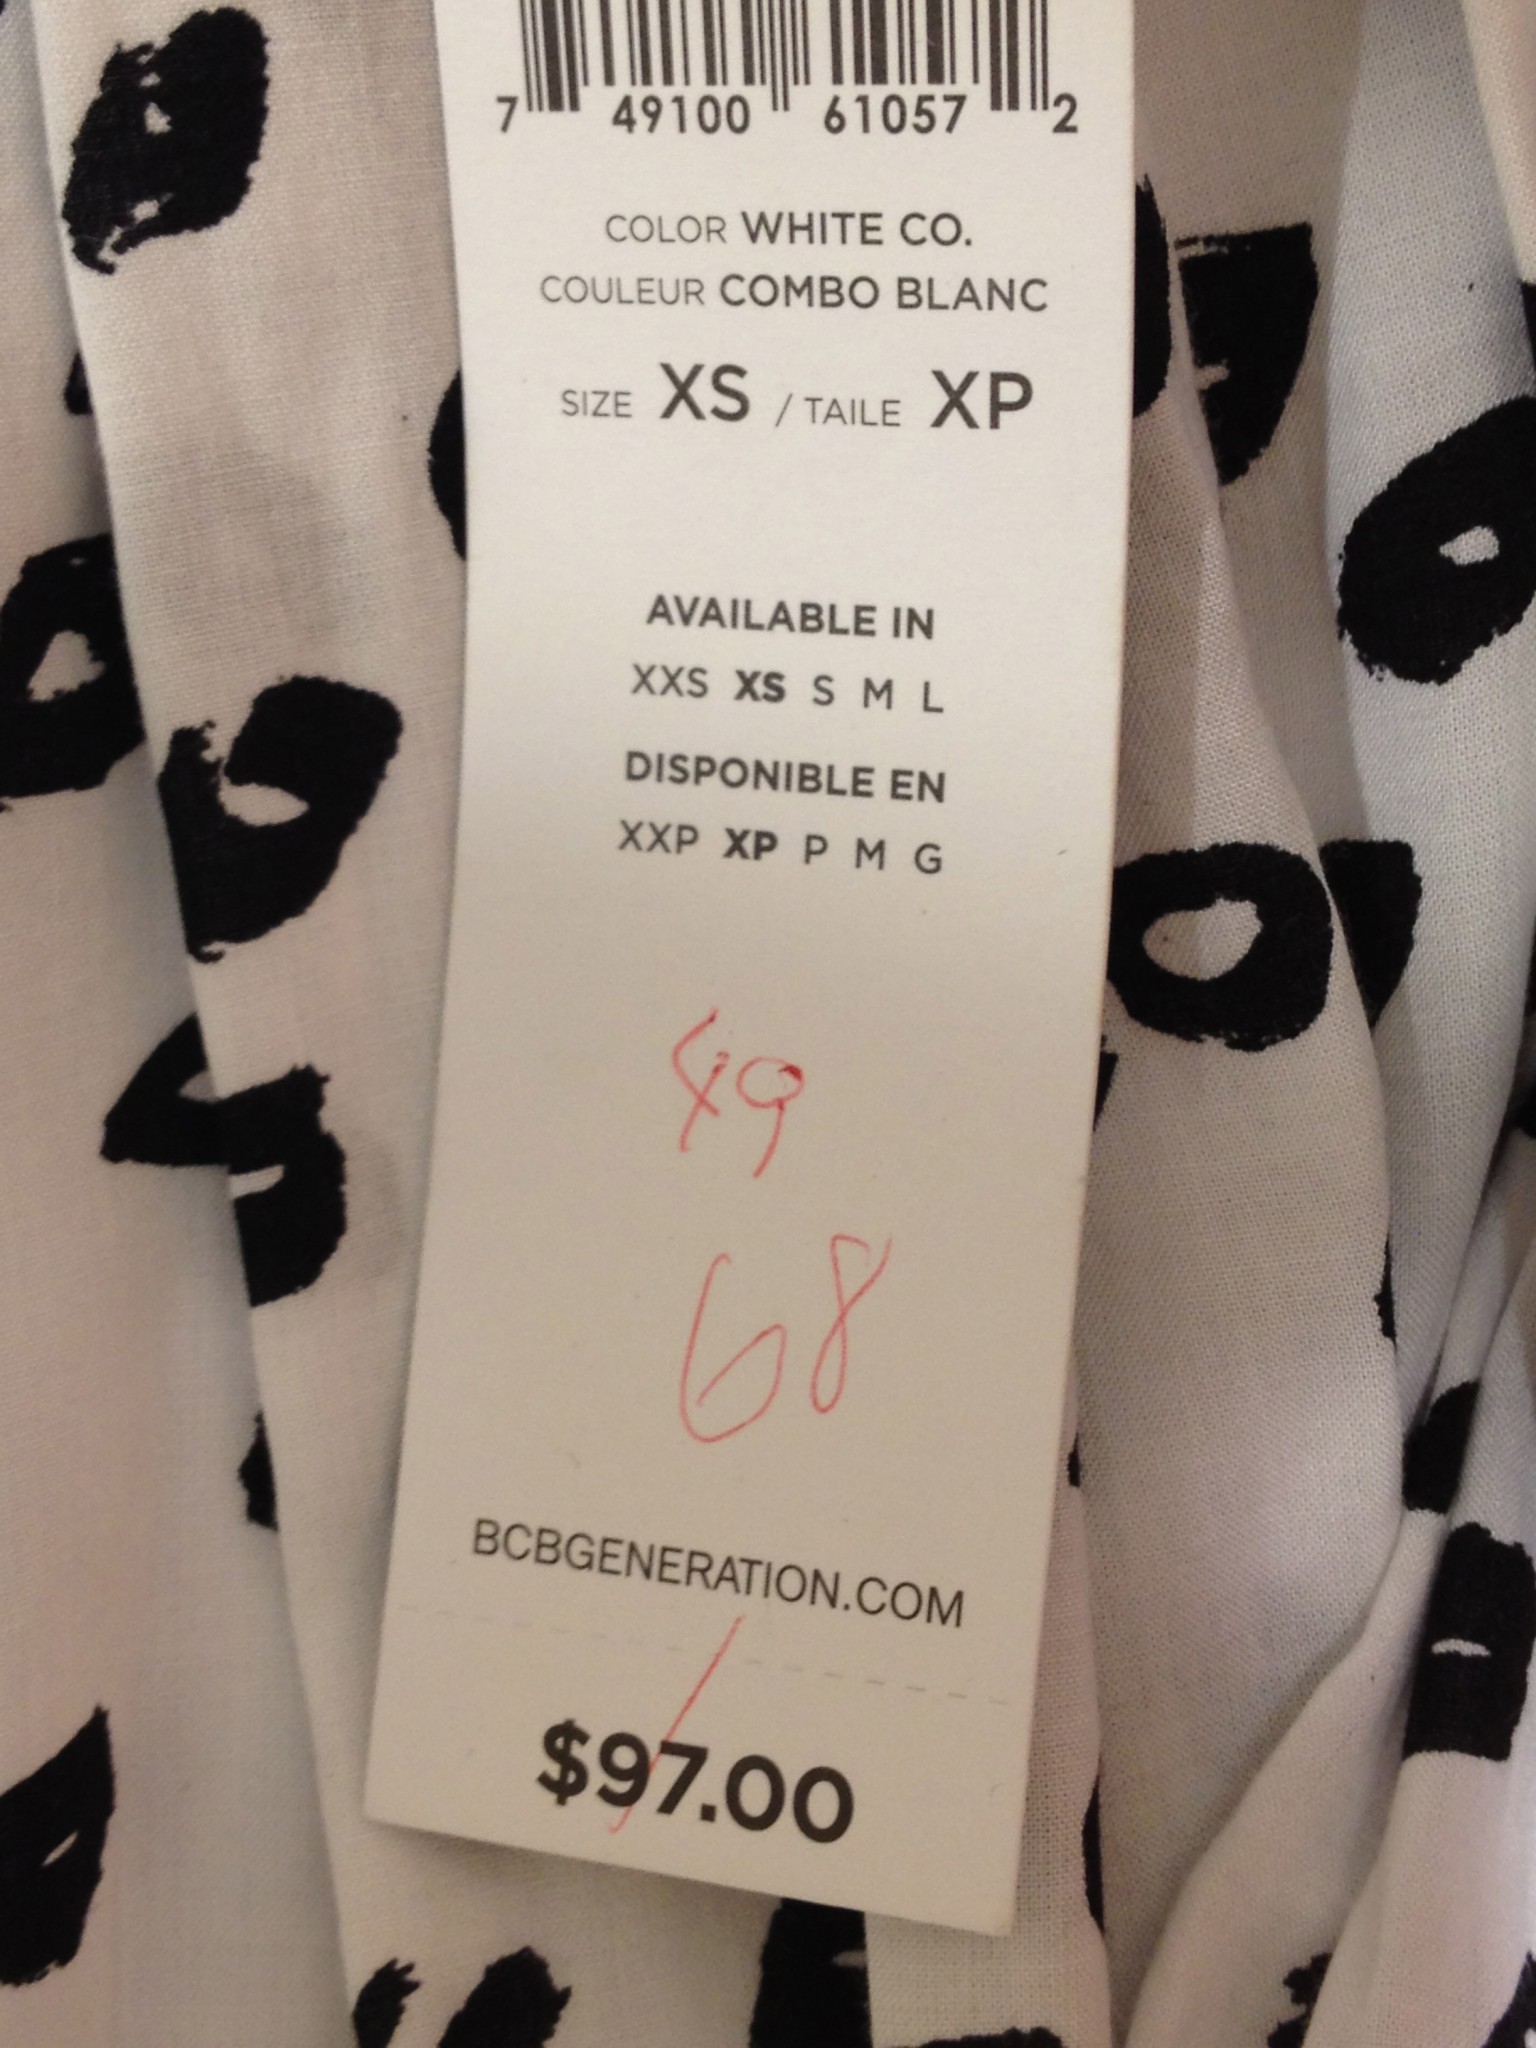 7 49100 61057 2
COLOR WHITE CO.
COULEUR COMBO BLANC
SIZE XS / TAILE XP
AVAILABLE IN
XXS XS S M L
DISPONIBLE EN
XXP XP P M G
49
68
BCBGENERATION.COM
$97.00